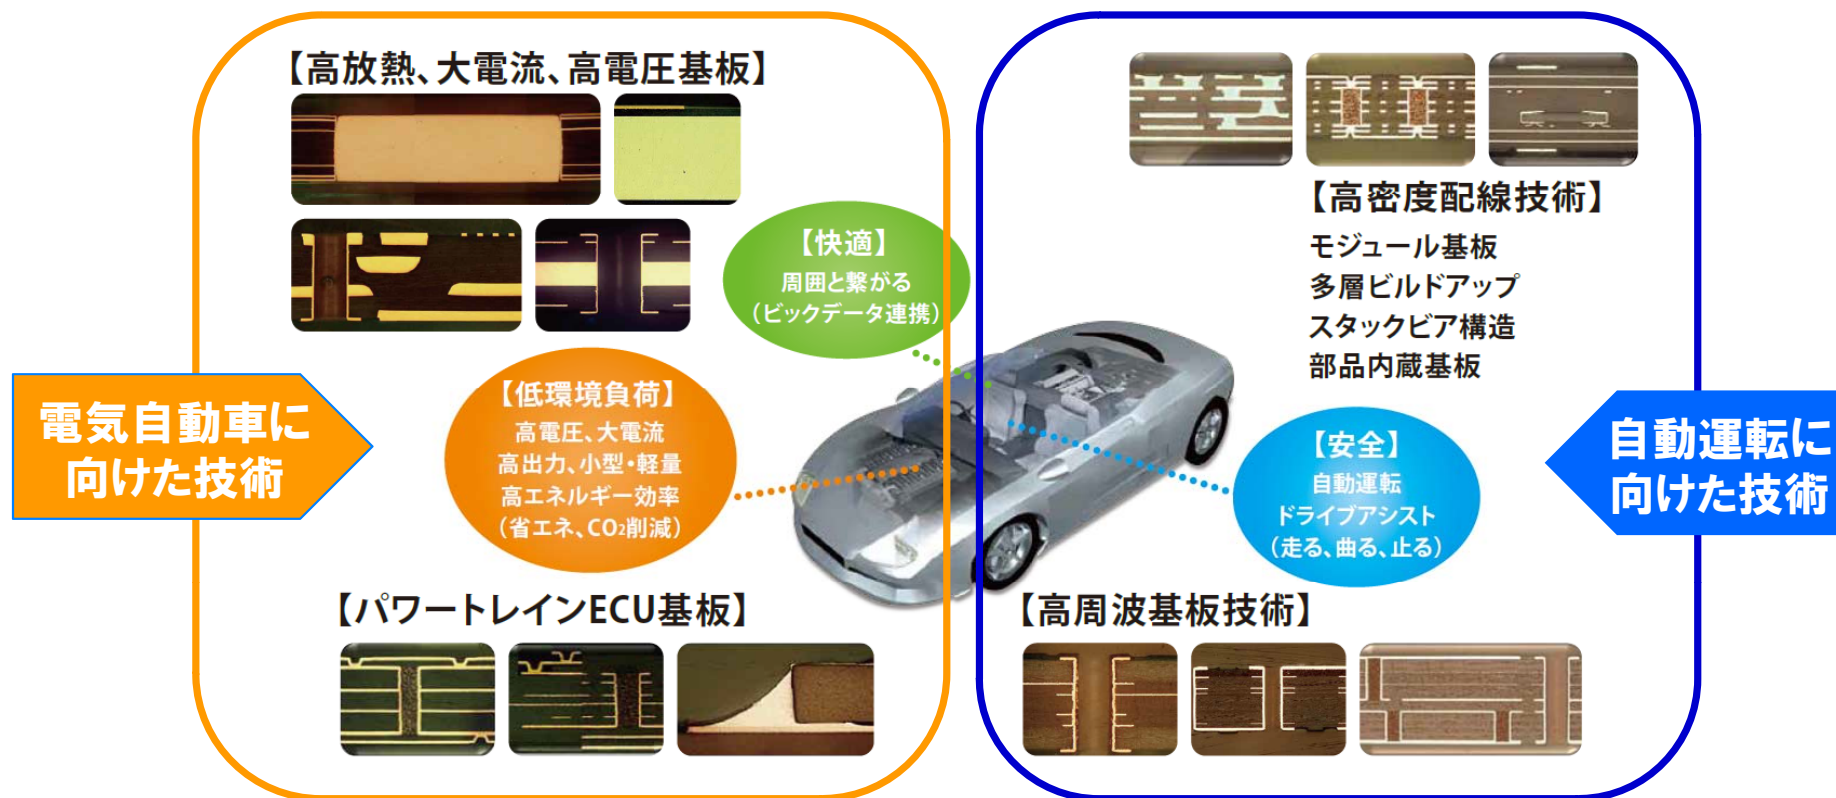 【高放熱、大電流、高電圧基板】
【快適】
周囲と繋がる
（ビックデータ連携）
【低環境負荷】
高電圧、大電流
高出力、小型・軽量
高エネルギー効率
（省エネ、CO2削減）
電気自動車に
向けた技術
【パワートレインECU基板】
【高密度配線技術】
モジュール基板
多層ビルドアップ
スタックビア構造
部品内蔵基板
【安全】
自動運転
ドライブアシスト
（走る、曲る、止る）
自動運転に
向けた技術
【高周波基板技術】